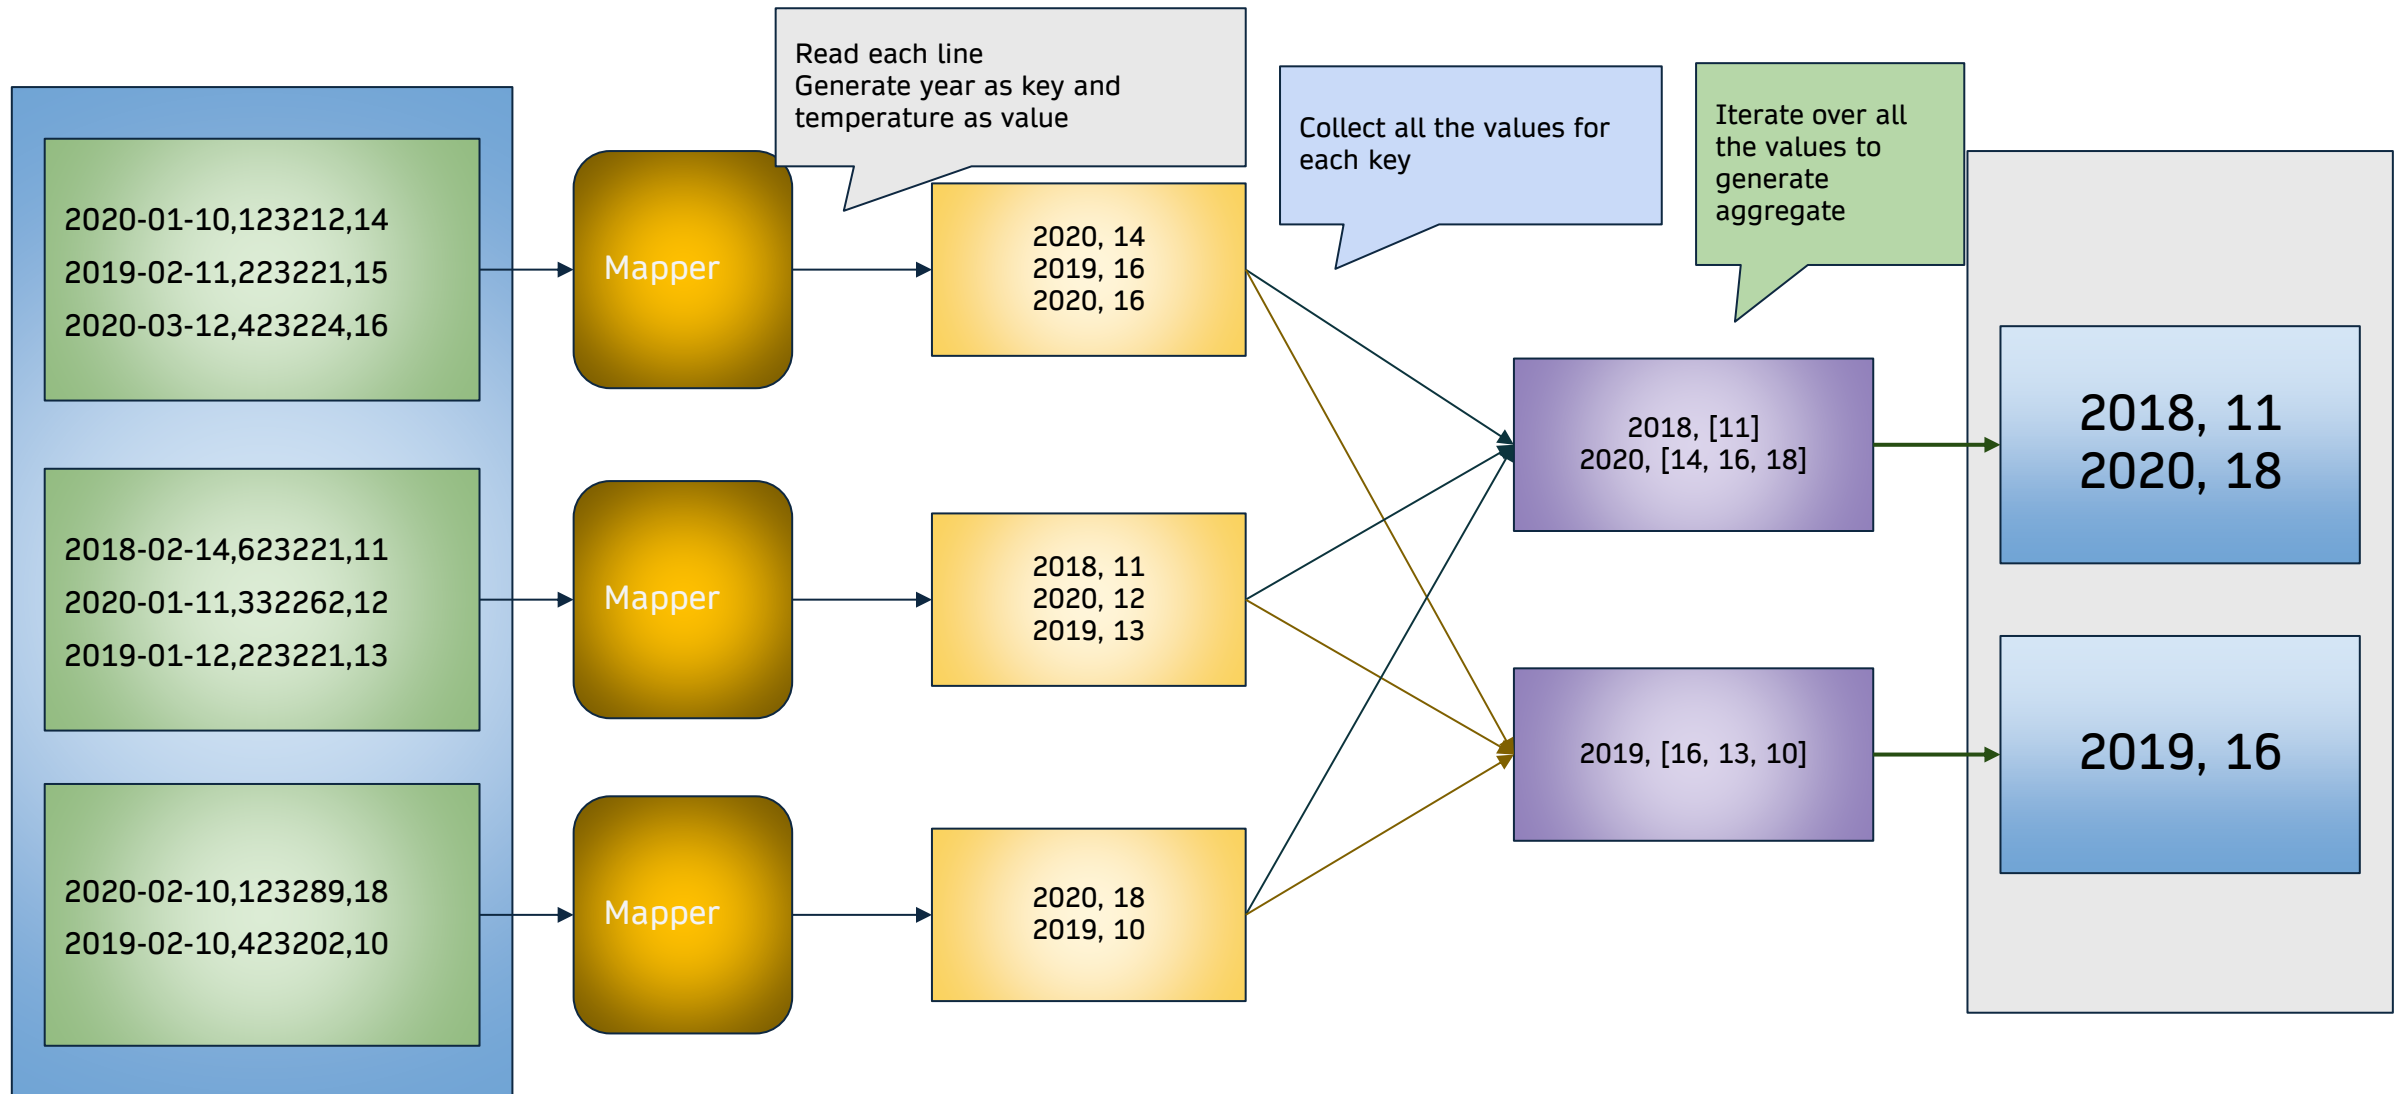 Read each line
Generate year as key and
temperature as value
Collect all the values for
each key
Iterate over all
the values to
generate
aggregate
2020-01-10,123212,14
2019-02-11,223221,15
2020-03-12,423224,16
Mapper
2020, 14
2019, 16
2020, 16
2018-02-14,623221,11
2020-01-11,332262,12
2019-01-12,223221,13
Mapper
2018, 11
2020, 12
2019, 13
2020-02-10,123289,18
2019-02-10,423202,10
Mapper
2020, 18
2019, 10
2018, [11]
2020, [14, 16, 18]
2019, [16, 13, 10]
2018, 11
2020, 18
2019, 16